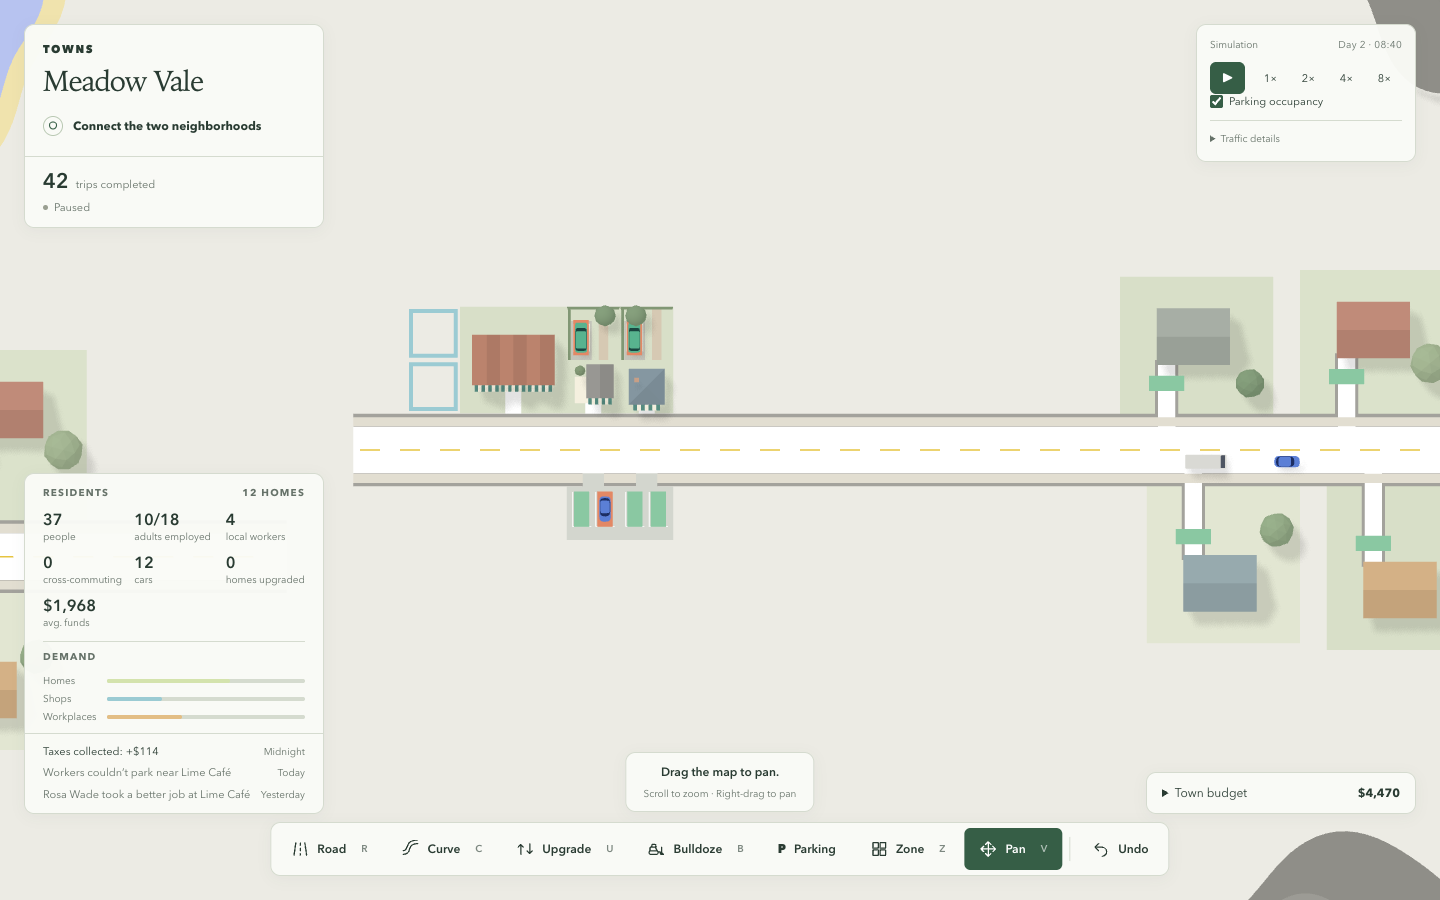 TOWNS
Meadow Vale
Connect the two neighborhoods
42 trips completed
Paused
Simulation Day 2 · 08:40
1× 2× 4× 8×
Parking occupancy
Traffic details
RESIDENTS 12 HOMES
37 10/18 4
people adults employed local workers
0 12 0
cross-commuting cars homes upgraded
$1,968
avg. funds
DEMAND
Homes
Shops
Workplaces
Taxes collected: +$114 Midnight
Workers couldn't park near Lime Café Today
Rosa Wade took a better job at Lime Café Yesterday
Drag the map to pan.
Scroll to zoom · Right-drag to pan
Town budget $4,470
Road R Curve C Upgrade U Bulldoze B P Parking Zone Z Pan V Undo